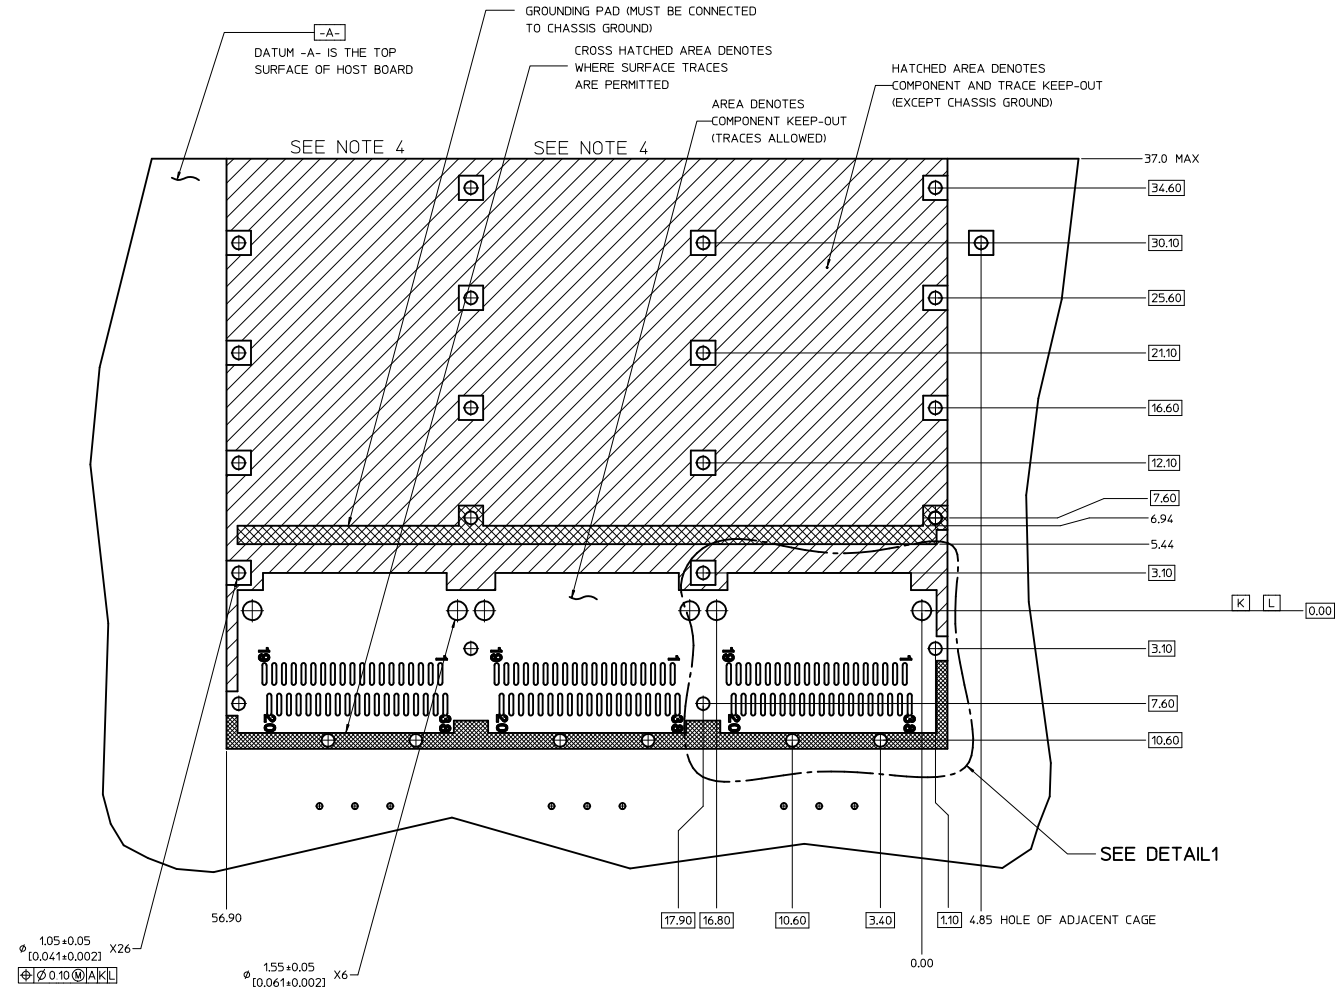 GROUNDING PAD (MUST BE CONNECTED
TO CHASSIS GROUND)
-A-
DATUM -A- IS THE TOP
SURFACE OF HOST BOARD
CROSS HATCHED AREA DENOTES
WHERE SURFACE TRACES
ARE PERMITTED
AREA DENOTES
COMPONENT KEEP-OUT
(TRACES ALLOWED)
HATCHED AREA DENOTES
COMPONENT AND TRACE KEEP-OUT
(EXCEPT CHASSIS GROUND)
SEE NOTE 4
SEE NOTE 4
37.0 MAX
34.60
30.10
25.60
21.10
16.60
12.10
7.60
6.94
5.44
3.10
K L
0.00
3.10
7.60
10.60
19 1 19 1 19 1
20 38 20 38 20 38
SEE DETAIL1
56.90
17.90 16.80 10.60 3.40 1.10 4.85 HOLE OF ADJACENT CAGE
0.00
⌀ 1.05±0.05 X26
[0.041±0.002]
⌖ ⌀ 0.10 Ⓜ A K L
⌀ 1.55±0.05 X6
[0.061±0.002]